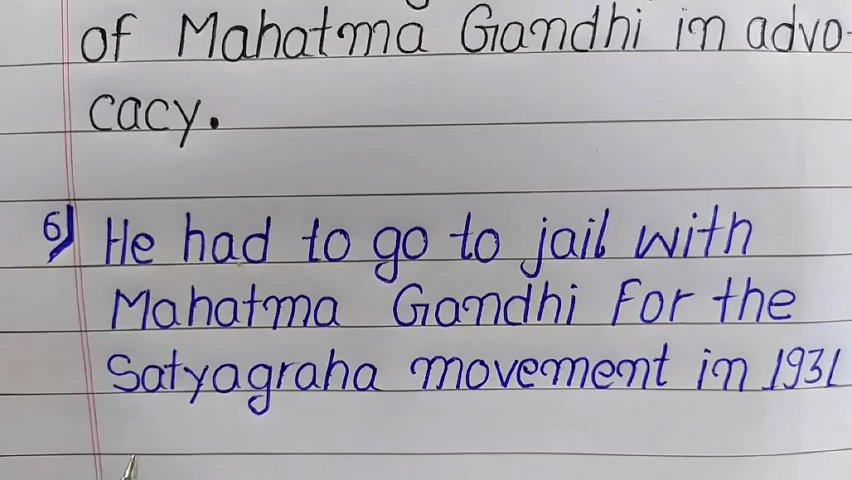 of Mahatma Gandhi in advo-
cacy.
6) He had to go to jail with
Mahatma Gandhi For the
Satyagraha movement in 1931